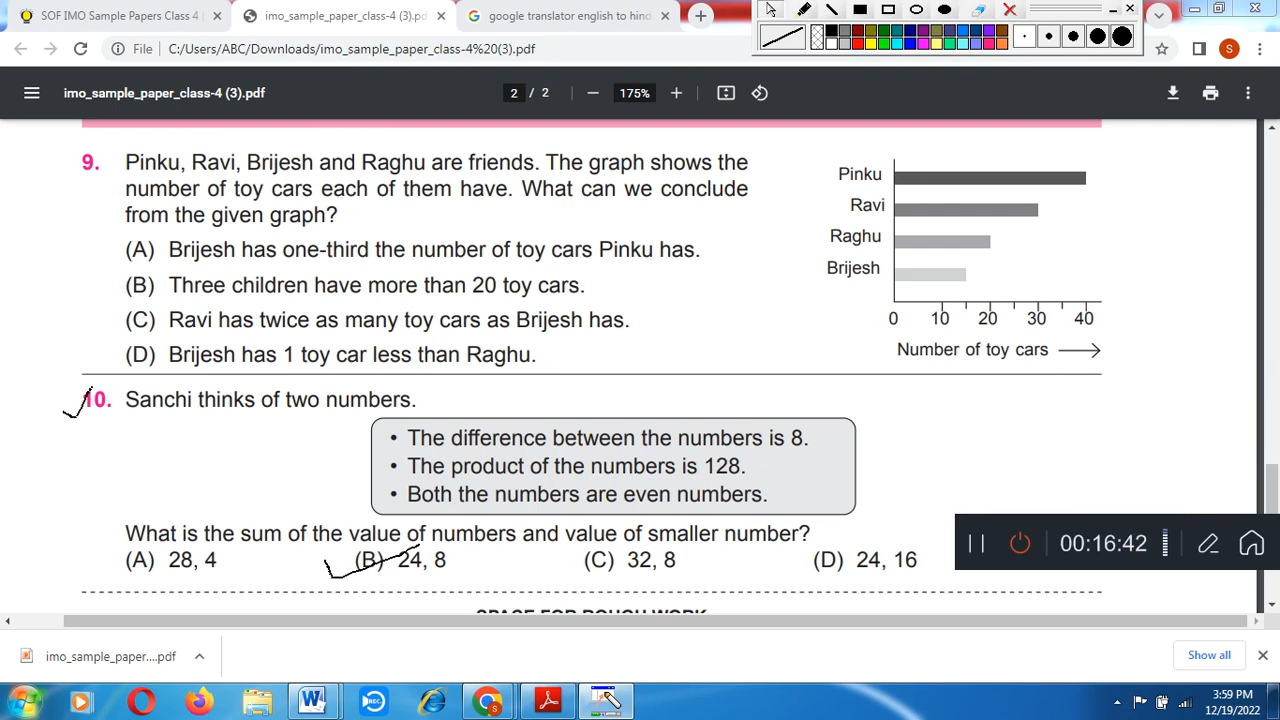 SOF IMO Sample Paper Class-4
imo_sample_paper_class-4 (3).pdf
google translator english to hind
File
C:/Users/ABC/Downloads/imo_sample_paper_class-4%20(3).pdf
S
imo_sample_paper_class-4 (3).pdf
2 / 2
175%
9. Pinku, Ravi, Brijesh and Raghu are friends. The graph shows the
number of toy cars each of them have. What can we conclude
from the given graph?
(A) Brijesh has one-third the number of toy cars Pinku has.
(B) Three children have more than 20 toy cars.
(C) Ravi has twice as many toy cars as Brijesh has.
(D) Brijesh has 1 toy car less than Raghu.
Pinku
Ravi
Raghu
Brijesh
0 10 20 30 40
Number of toy cars
10. Sanchi thinks of two numbers.
• The difference between the numbers is 8.
• The product of the numbers is 128.
• Both the numbers are even numbers.
What is the sum of the value of numbers and value of smaller number?
(A) 28, 4 (B) 24, 8 (C) 32, 8 (D) 24, 16
SPACE FOR ROUGH WORK
00:16:42
imo_sample_paper....pdf
Show all
3:59 PM
12/19/2022